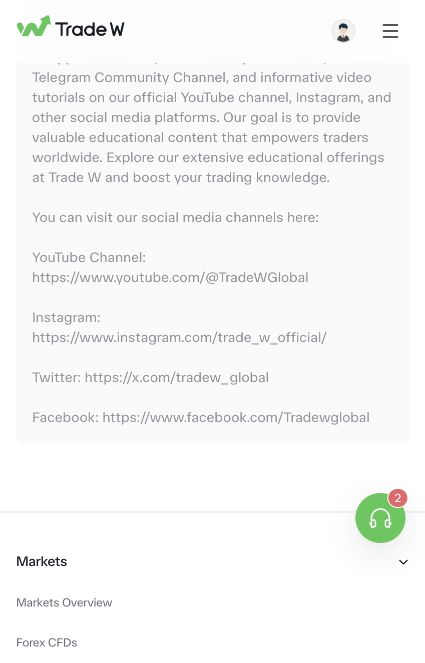 Trade W
Telegram Community Channel, and informative video
tutorials on our official YouTube channel, Instagram, and
other social media platforms. Our goal is to provide
valuable educational content that empowers traders
worldwide. Explore our extensive educational offerings
at Trade W and boost your trading knowledge.
You can visit our social media channels here:
YouTube Channel:
https://www.youtube.com/@TradeWGlobal
Instagram:
https://www.instagram.com/trade_w_official/
Twitter: https://x.com/tradew_global
Facebook: https://www.facebook.com/Tradewglobal
2
Markets
Markets Overview
Forex CFDs